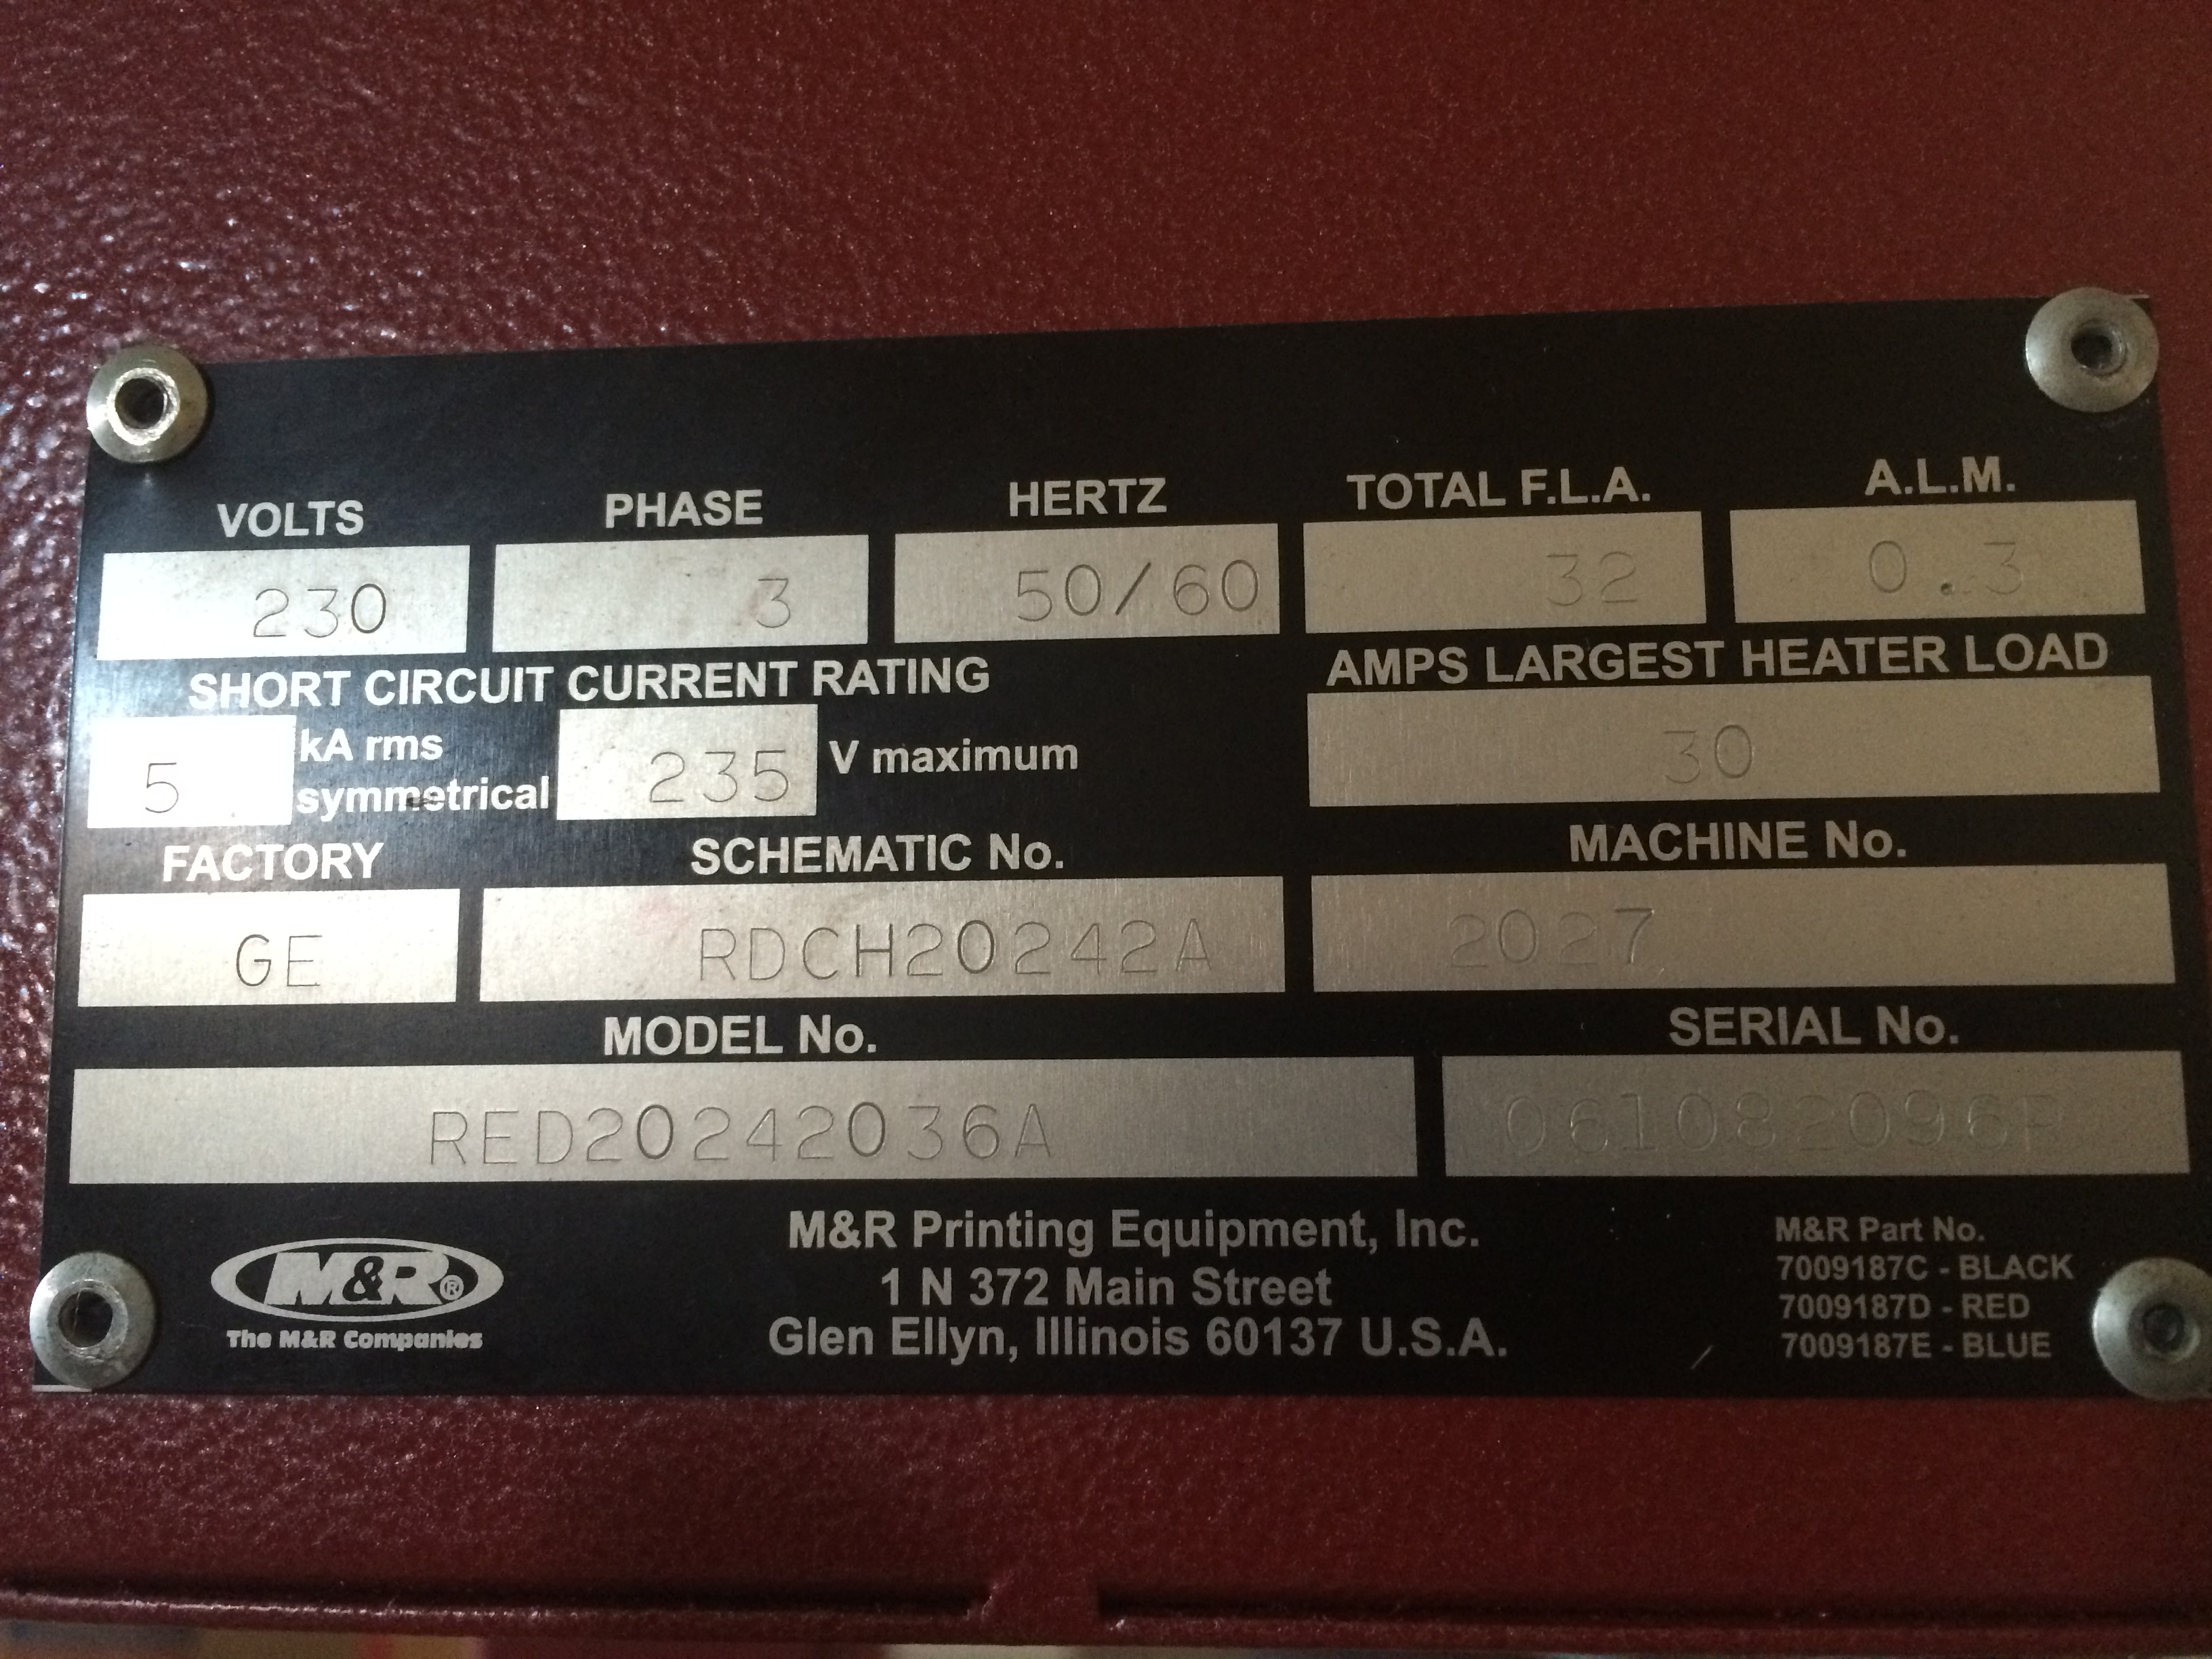 VOLTS PHASE HERTZ TOTAL F.L.A. A.L.M.
230 3 50/60 32 0.3
SHORT CIRCUIT CURRENT RATING AMPS LARGEST HEATER LOAD
5 kA rms symmetrical 235 V maximum 30
FACTORY SCHEMATIC No. MACHINE No.
GE RDCH20242A 2027
MODEL No. SERIAL No.
RED20242036A 061082096P
M&R®
The M&R Companies
M&R Printing Equipment, Inc.
1 N 372 Main Street
Glen Ellyn, Illinois 60137 U.S.A.
M&R Part No.
7009187C - BLACK
7009187D - RED
7009187E - BLUE